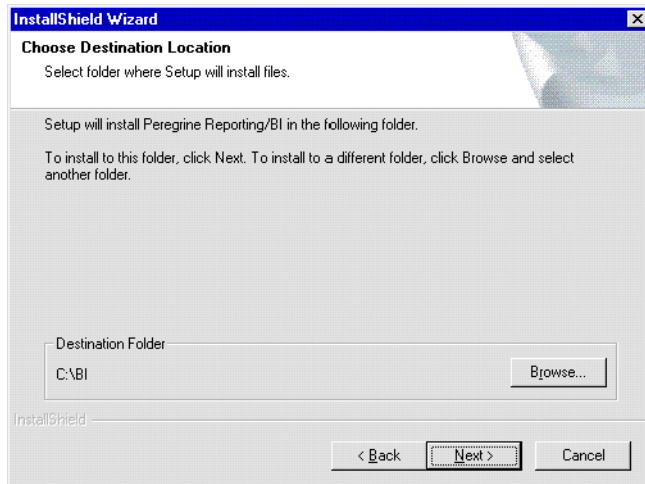 InstallShield Wizard
Choose Destination Location
Select folder where Setup will install files.
Setup will install Peregrine Reporting/BI in the following folder.
To install to this folder, click Next. To install to a different folder, click Browse and select
another folder.
Destination Folder
C:\BI
Browse...
InstallShield
< Back
Next >
Cancel